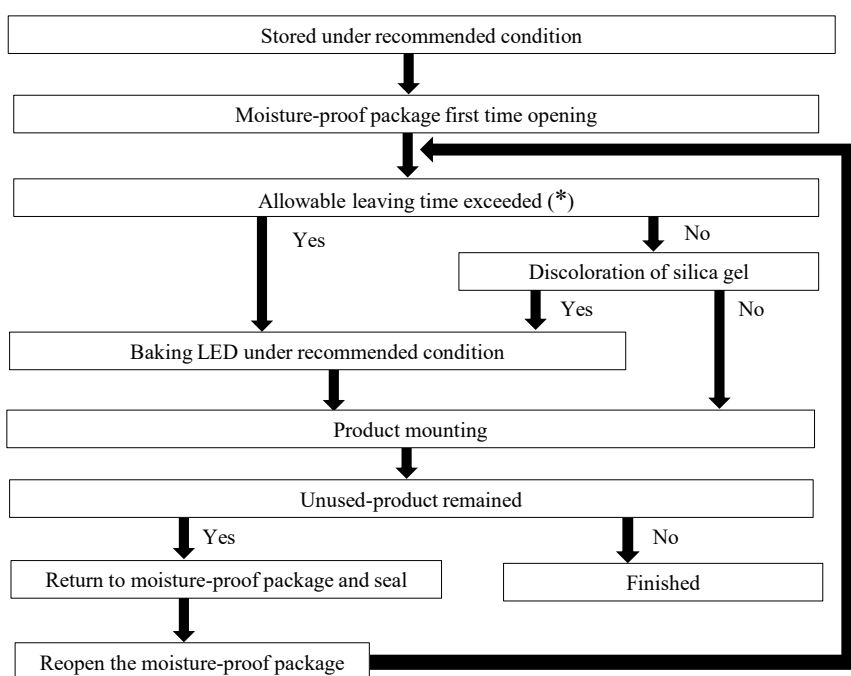 Stored under recommended condition
Moisture-proof package first time opening
Allowable leaving time exceeded (*)
Yes
No
Discoloration of silica gel
Yes
No
Baking LED under recommended condition
Product mounting
Unused-product remained
Yes
No
Return to moisture-proof package and seal
Finished
Reopen the moisture-proof package